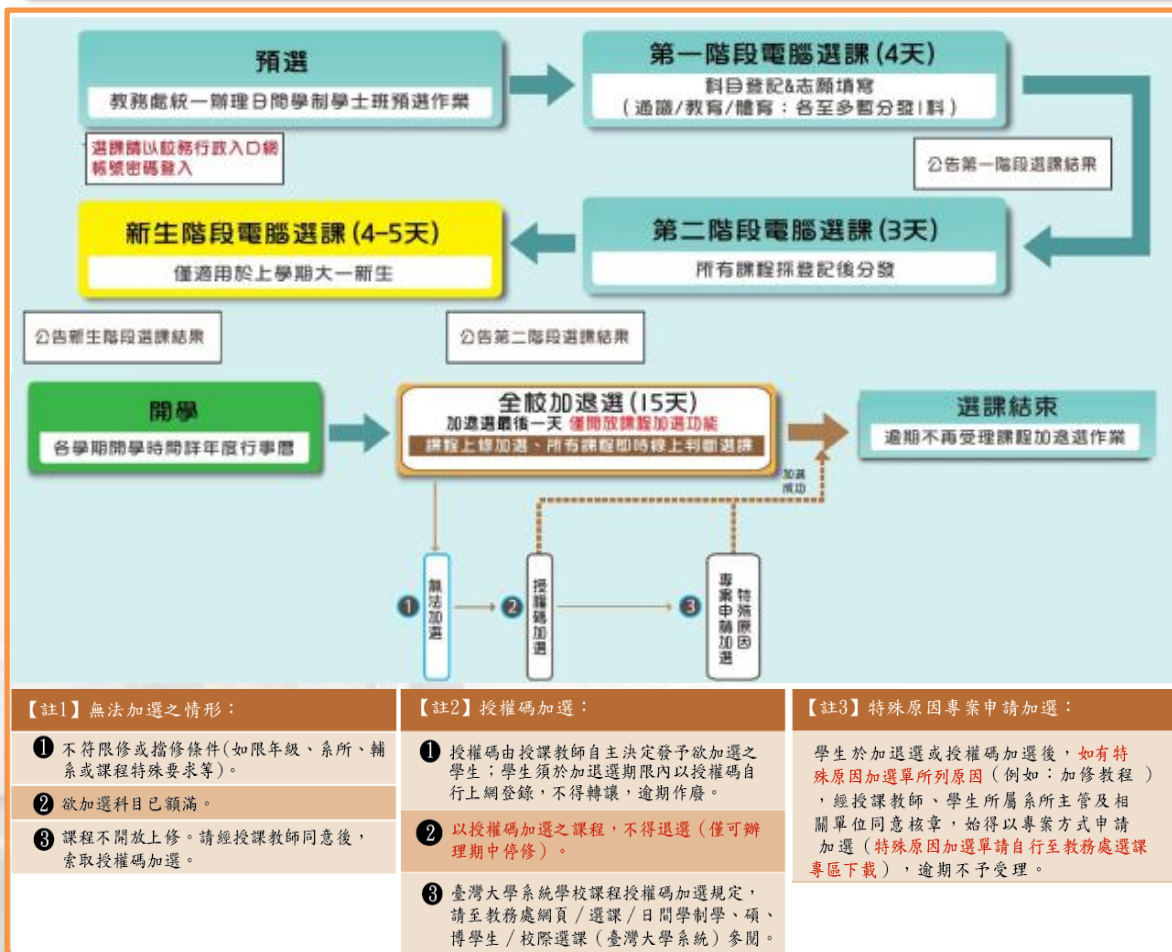 預選
教務處統一辦理日間學制學士班預選作業
選課請以校務行政入口網
帳號密碼登入
第一階段電腦選課(4天)
科目登記&志願填寫
(通識/教育/體育：各至多暫分發1科)
公告第一階段選課結果
第二階段電腦選課(3天)
所有課程採登記後分發
新生階段電腦選課(4-5天)
僅適用於上學期大一新生
公告新生階段選課結果
公告第二階段選課結果
開學
各學期開學時間詳年度行事曆
全校加退選(15天)
加退選最後一天 僅開放課程加選功能
課程上修加選、所有課程即時線上判斷選課
選課結束
逾期不再受理課程加退選作業
加選
成功
1
無法加選
2
授權碼加選
3
特殊原因
專案申請加選
【註1】無法加選之情形：
1 不符限修或擋修條件(如限年級、系所、輔
系或課程特殊要求等)。
2 欲加選科目已額滿。
3 課程不開放上修。請經授課教師同意後，
索取授權碼加選。
【註2】授權碼加選：
1 授權碼由授課教師自主決定發予欲加選之
學生；學生須於加退選期限內以授權碼自
行上網登錄，不得轉讓，逾期作廢。
2 以授權碼加選之課程，不得退選（僅可辦
理期中停修）。
3 臺灣大學系統學校課程授權碼加選規定，
請至教務處網頁/選課/日間學制學、碩、
博學生/校際選課（臺灣大學系統）參閱。
【註3】特殊原因專案申請加選：
學生於加退選或授權碼加選後，如有特
殊原因加選單所列原因（例如：加修教程 ）
，經授課教師、學生所屬系所主管及相
關單位同意核章，始得以專案方式申請
加選（特殊原因加選單請自行至教務處選課
專區下載），逾期不予受理。